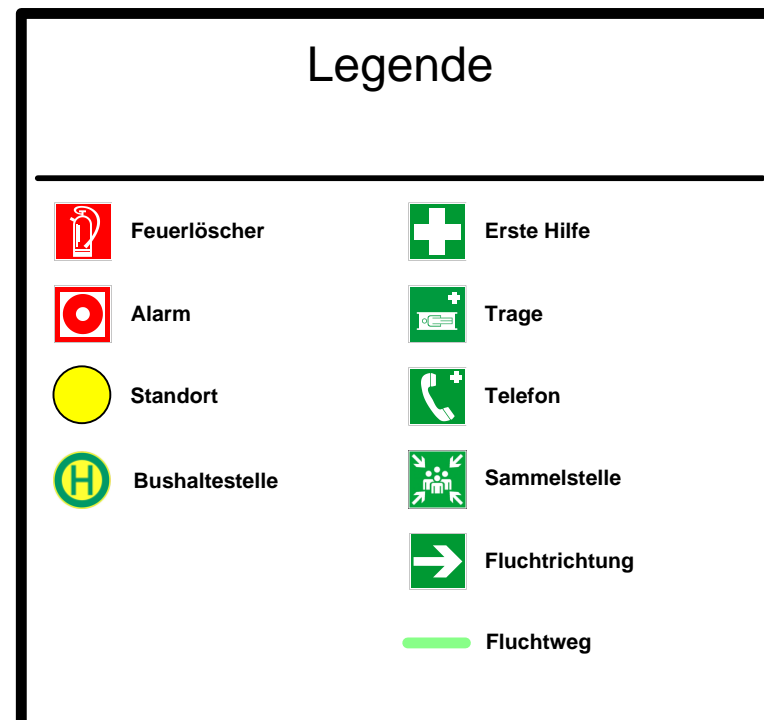 Legende
Feuerlöscher
Alarm
Standort
H Bushaltestelle
Erste Hilfe
Trage
Telefon
Sammelstelle
Fluchtrichtung
Fluchtweg